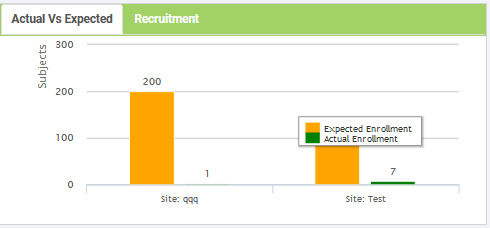 Actual Vs Expected Recruitment
Subjects
300
200
100
0
200
1
7
Expected Enrollment
Actual Enrollment
Site: qqq
Site: Test